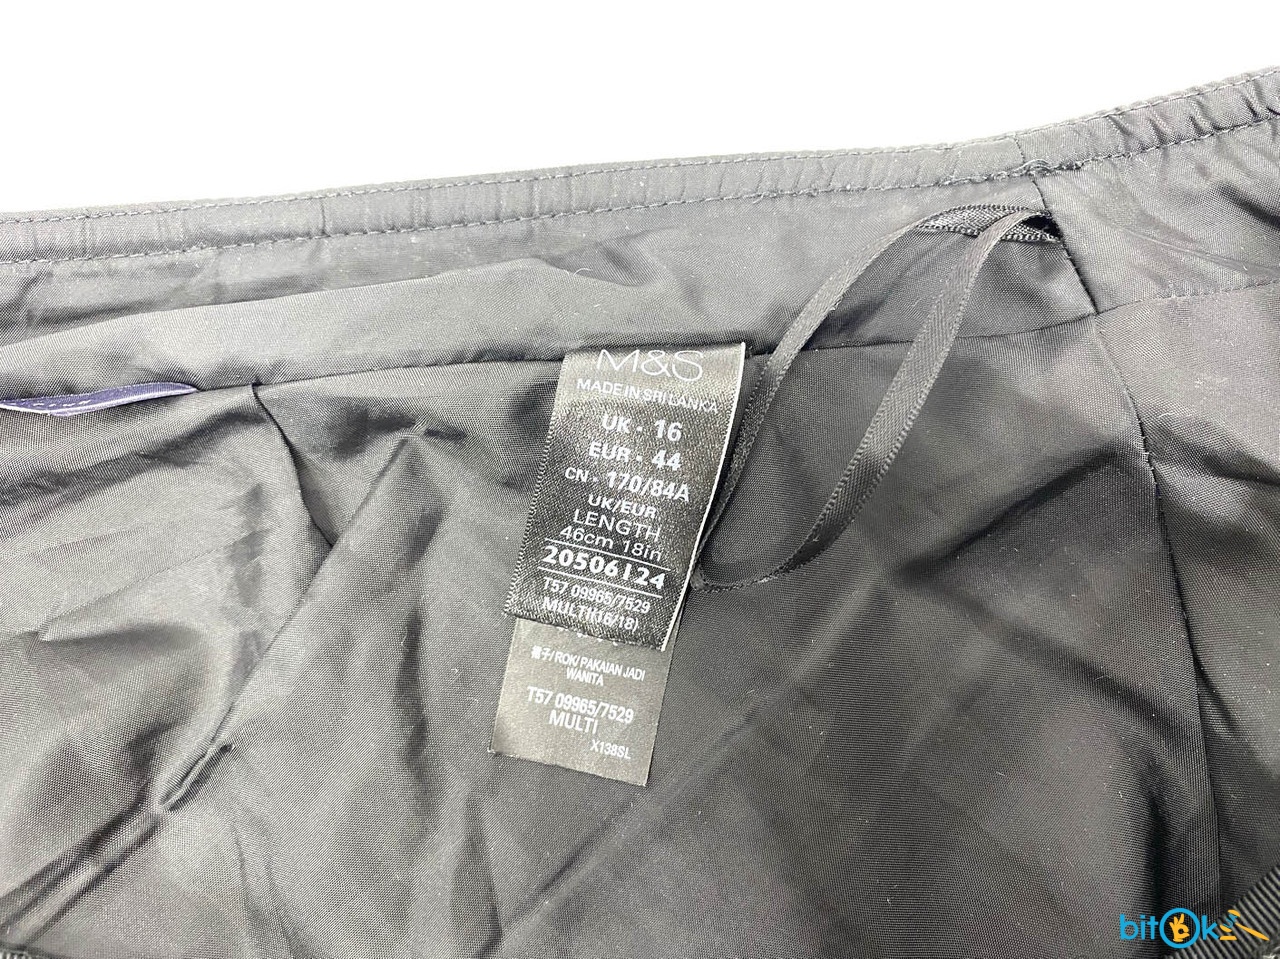 M&S
MADE IN SRI LANKA
UK - 16
EUR - 44
CN - 170/84A
UK/EUR
LENGTH
46cm 18in
20506124
T57 09965/7529
MULTI(16/18)
裙子/ROK/PAKAIAN JADI
WANITA
T57 09965/7529
MULTI
X138SL
bitOk